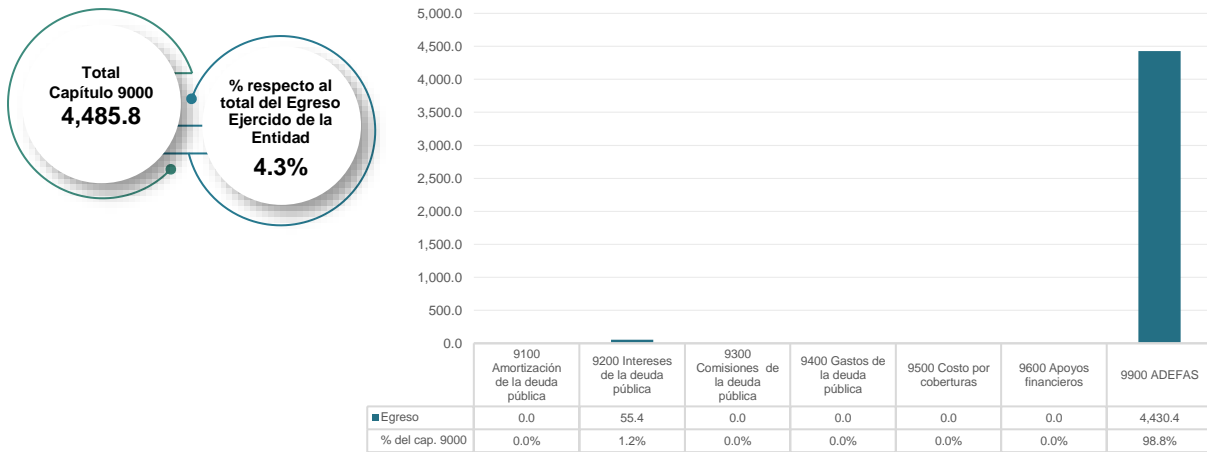 Total
Capítulo 9000
4,485.8
% respecto al
total del Egreso
Ejercido de la
Entidad
4.3%
5,000.0
4,500.0
4,000.0
3,500.0
3,000.0
2,500.0
2,000.0
1,500.0
1,000.0
500.0
0.0
9100
Amortización
de la deuda
pública
9200 Intereses
de la deuda
pública
9300
Comisiones de
la deuda
pública
9400 Gastos de
la deuda
pública
9500 Costo por
coberturas
9600 Apoyos
financieros
9900 ADEFAS
Egreso 0.0 55.4 0.0 0.0 0.0 0.0 4,430.4
% del cap. 9000 0.0% 1.2% 0.0% 0.0% 0.0% 0.0% 98.8%